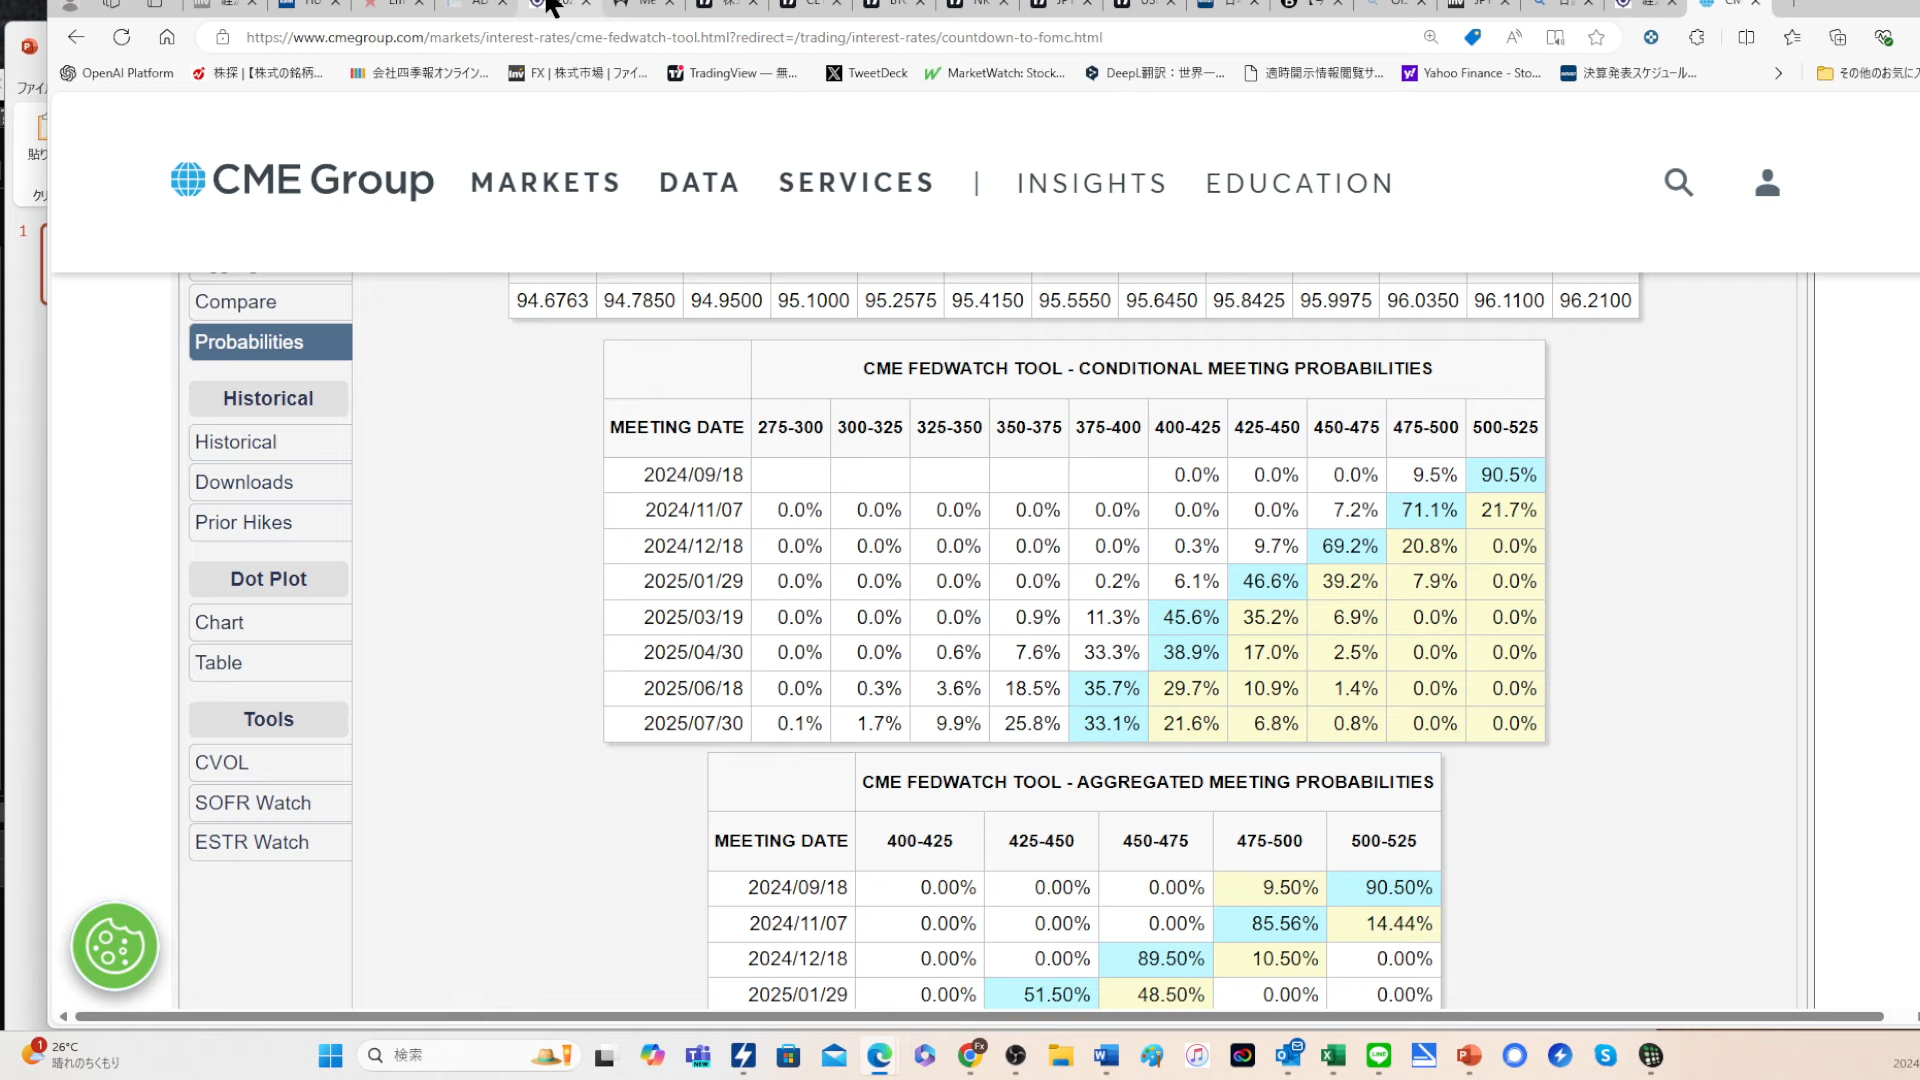 https://www.cmegroup.com/markets/interest-rates/cme-fedwatch-tool.html?redirect=/trading/interest-rates/countdown-to-fomc.html
OpenAI Platform 株探 | 【株式の銘柄... 会社四季報オンライン... FX | 株式市場 | ファイ... TradingView — 無... TweetDeck MarketWatch: Stock... DeepL翻訳：世界一... 適時開示情報閲覧サ... Yahoo Finance - Sto... 決算発表スケジュール... その他のお気に入
ファイル
貼り
クリ
1
CME Group MARKETS DATA SERVICES | INSIGHTS EDUCATION
94.6763 94.7850 94.9500 95.1000 95.2575 95.4150 95.5550 95.6450 95.8425 95.9975 96.0350 96.1100 96.2100
Compare
Probabilities
Historical
Historical
Downloads
Prior Hikes
Dot Plot
Chart
Table
Tools
CVOL
SOFR Watch
ESTR Watch
CME FEDWATCH TOOL - CONDITIONAL MEETING PROBABILITIES
MEETING DATE 275-300 300-325 325-350 350-375 375-400 400-425 425-450 450-475 475-500 500-525
2024/09/18 0.0% 0.0% 0.0% 9.5% 90.5%
2024/11/07 0.0% 0.0% 0.0% 0.0% 0.0% 0.0% 0.0% 7.2% 71.1% 21.7%
2024/12/18 0.0% 0.0% 0.0% 0.0% 0.0% 0.3% 9.7% 69.2% 20.8% 0.0%
2025/01/29 0.0% 0.0% 0.0% 0.0% 0.2% 6.1% 46.6% 39.2% 7.9% 0.0%
2025/03/19 0.0% 0.0% 0.0% 0.9% 11.3% 45.6% 35.2% 6.9% 0.0% 0.0%
2025/04/30 0.0% 0.0% 0.6% 7.6% 33.3% 38.9% 17.0% 2.5% 0.0% 0.0%
2025/06/18 0.0% 0.3% 3.6% 18.5% 35.7% 29.7% 10.9% 1.4% 0.0% 0.0%
2025/07/30 0.1% 1.7% 9.9% 25.8% 33.1% 21.6% 6.8% 0.8% 0.0% 0.0%
CME FEDWATCH TOOL - AGGREGATED MEETING PROBABILITIES
MEETING DATE 400-425 425-450 450-475 475-500 500-525
2024/09/18 0.00% 0.00% 0.00% 9.50% 90.50%
2024/11/07 0.00% 0.00% 0.00% 85.56% 14.44%
2024/12/18 0.00% 0.00% 89.50% 10.50% 0.00%
2025/01/29 0.00% 51.50% 48.50% 0.00% 0.00%
1
26°C
晴れのちくもり
検索
2024